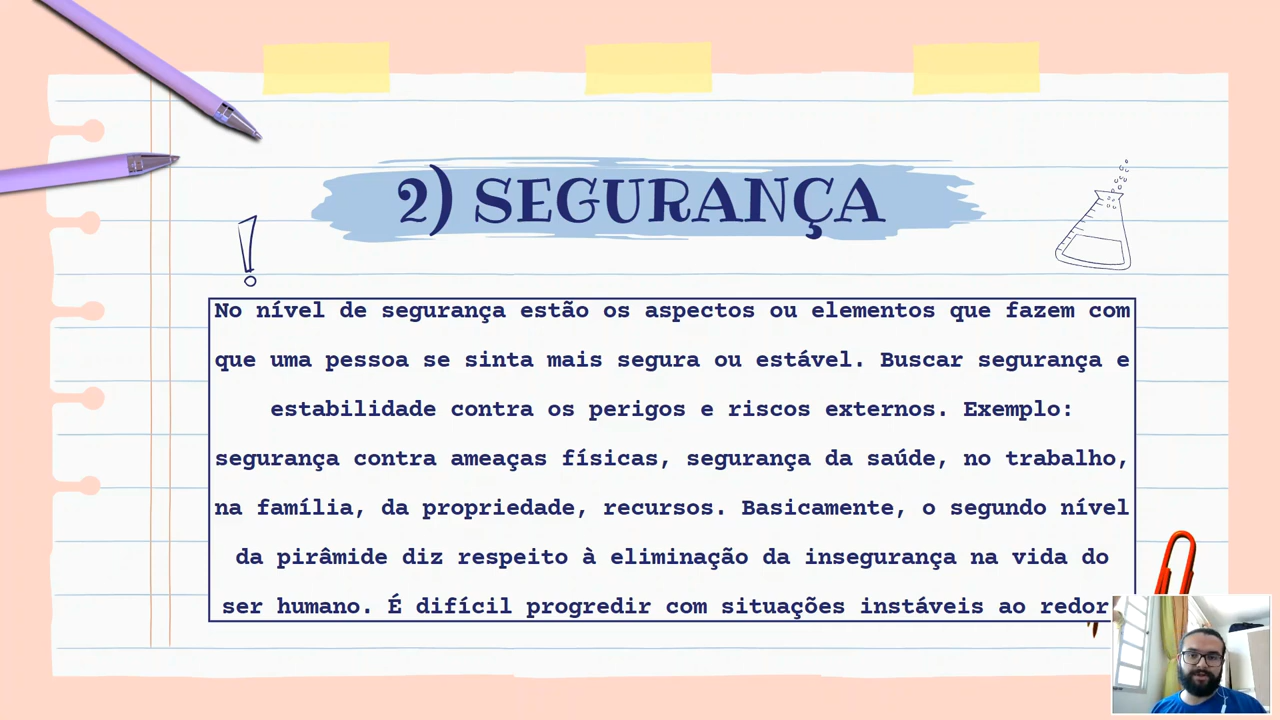 2) SEGURANÇA
No nível de segurança estão os aspectos ou elementos que fazem com
que uma pessoa se sinta mais segura ou estável. Buscar segurança e
estabilidade contra os perigos e riscos externos. Exemplo:
segurança contra ameaças físicas, segurança da saúde, no trabalho,
na família, da propriedade, recursos. Basicamente, o segundo nível
da pirâmide diz respeito à eliminação da insegurança na vida do
ser humano. É difícil progredir com situações instáveis ao redor